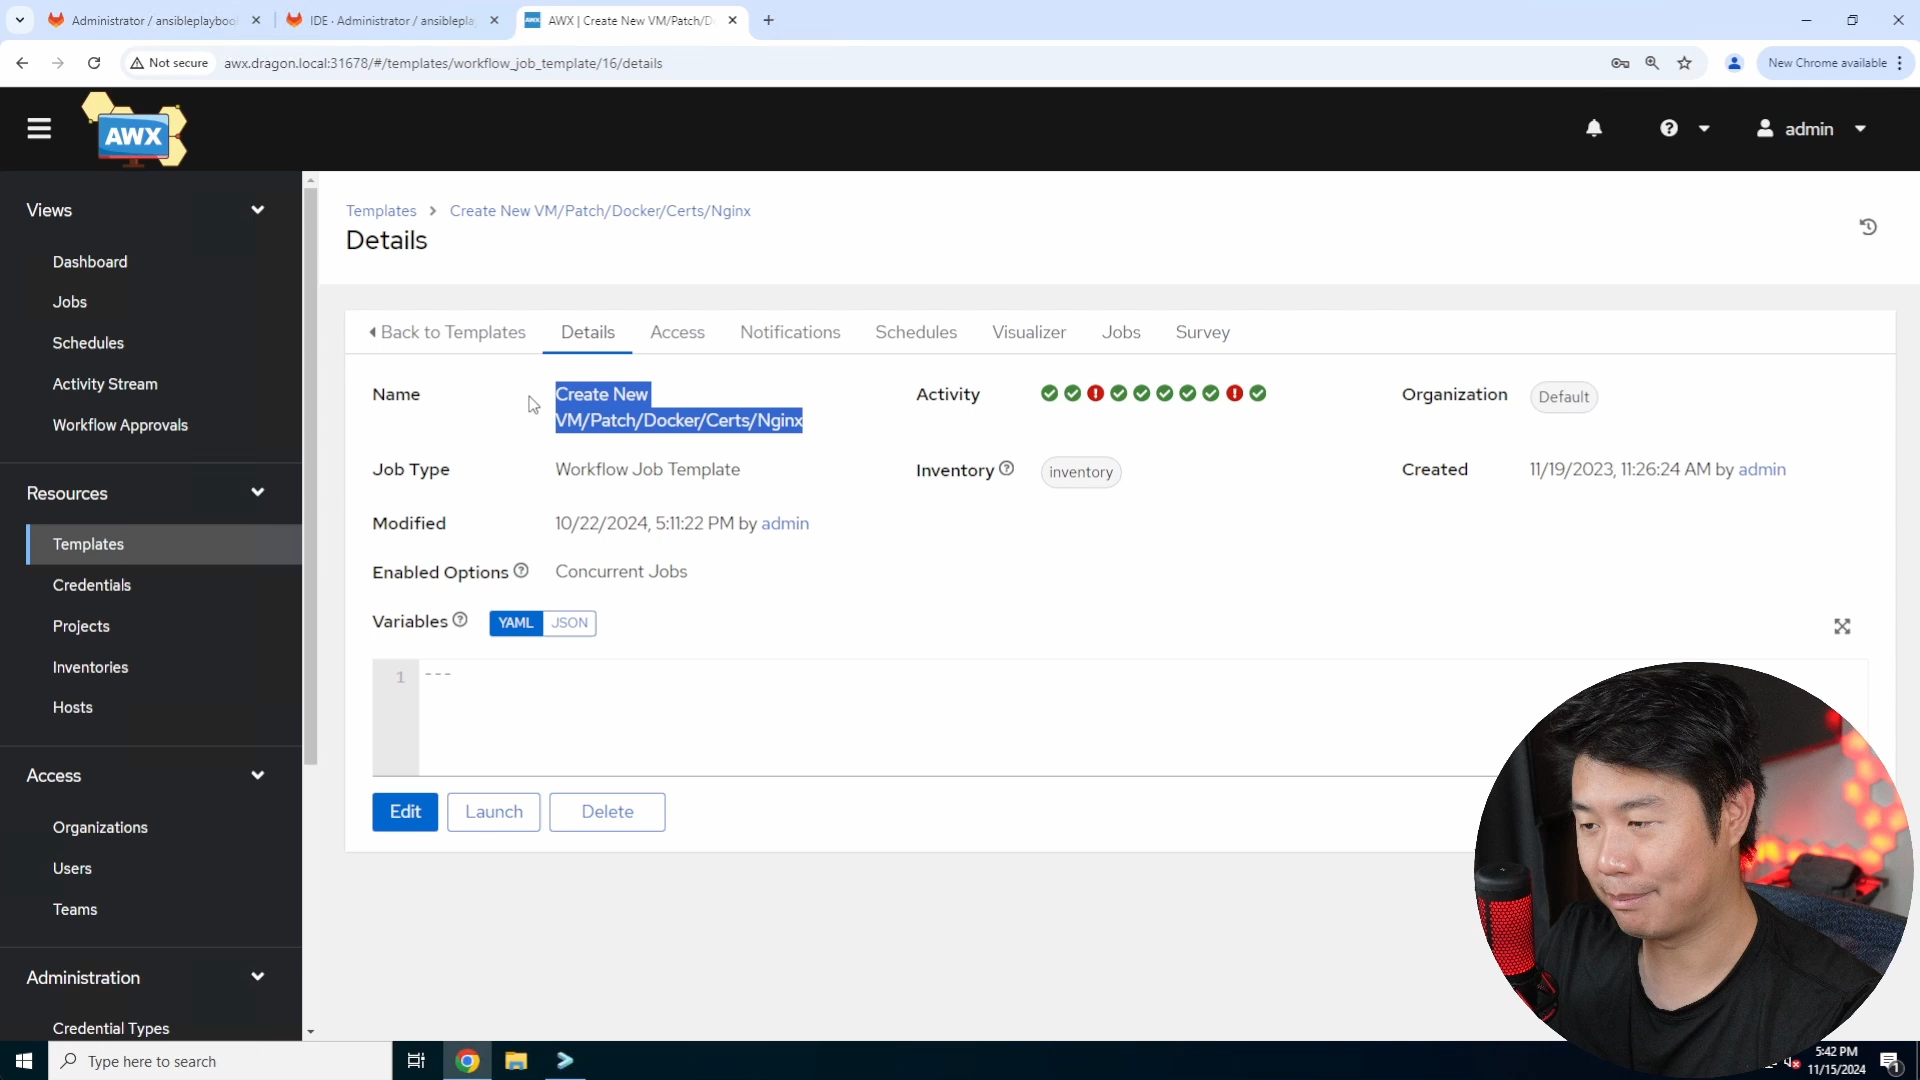 Administrator / ansibleplaybook
IDE · Administrator / ansiblepla
AWX | Create New VM/Patch/D
Not secure
awx.dragon.local:31678/#/templates/workflow_job_template/16/details
New Chrome available
AWX
admin
Views
Dashboard
Jobs
Schedules
Activity Stream
Workflow Approvals
Resources
Templates
Credentials
Projects
Inventories
Hosts
Access
Organizations
Users
Teams
Administration
Credential Types
Templates > Create New VM/Patch/Docker/Certs/Nginx
Details
Back to Templates
Details
Access
Notifications
Schedules
Visualizer
Jobs
Survey
Name
Create New
VM/Patch/Docker/Certs/Nginx
Activity
Organization
Default
Job Type
Workflow Job Template
Inventory
inventory
Created
11/19/2023, 11:26:24 AM by admin
Modified
10/22/2024, 5:11:22 PM by admin
Enabled Options
Concurrent Jobs
Variables
YAML
JSON
1
---
Edit
Launch
Delete
Type here to search
5:42 PM
11/15/2024
1